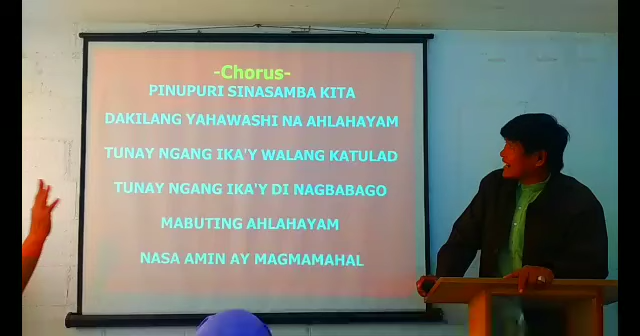 -Chorus-
PINUPURI SINASAMBA KITA
DAKILANG YAHAWASHI NA AHLAHAYAM
TUNAY NGANG IKA'Y WALANG KATULAD
TUNAY NGANG IKA'Y DI NAGBABAGO
MABUTING AHLAHAYAM
NASA AMIN AY MAGMAMAHAL